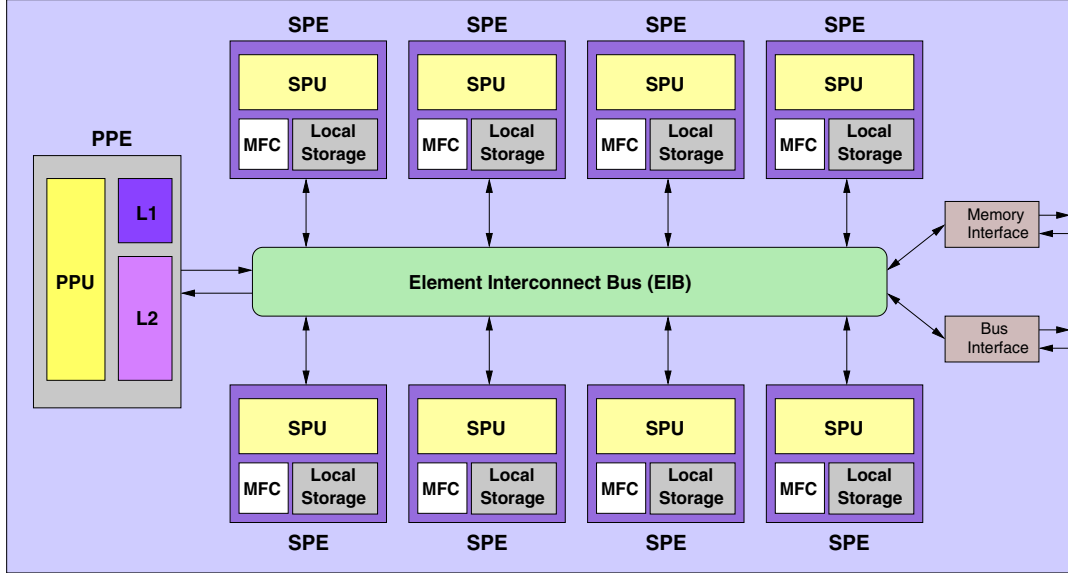 SPE SPE SPE SPE
SPU SPU SPU SPU
MFC Local Storage MFC Local Storage MFC Local Storage MFC Local Storage
PPE
L1
PPU
L2
Element Interconnect Bus (EIB)
Memory
Interface
Bus
Interface
SPU SPU SPU SPU
MFC Local Storage MFC Local Storage MFC Local Storage MFC Local Storage
SPE SPE SPE SPE